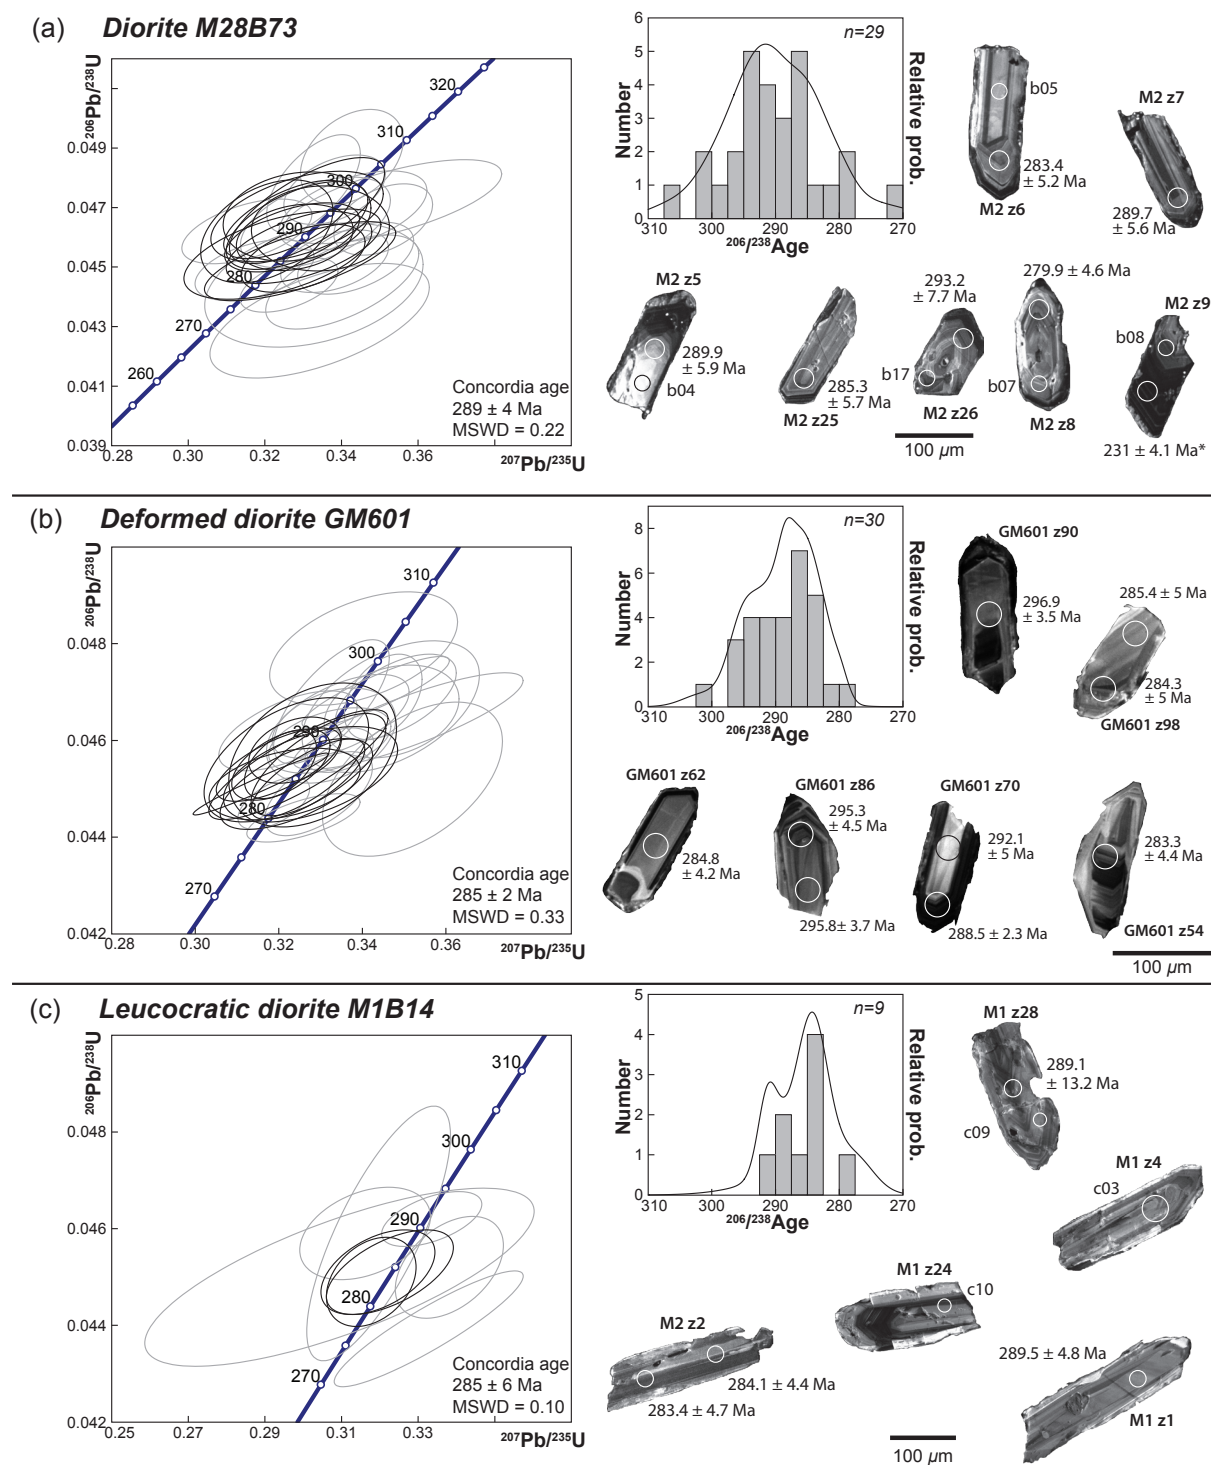 (a) Diorite M28B73
206Pb/238U
0.049
0.047
0.045
0.043
0.041
0.039
0.28 0.30 0.32 0.34 0.36
207Pb/235U
260
270
280
290
300
310
320
Concordia age
289 ± 4 Ma
MSWD = 0.22
n=29
Number
Relative prob.
6
5
4
3
2
1
0
310 300 290 280 270
206/238Age
b05
283.4
± 5.2 Ma
M2 z6
M2 z7
289.7
± 5.6 Ma
M2 z5
289.9
± 5.9 Ma
b04
285.3
± 5.7 Ma
M2 z25
293.2
± 7.7 Ma
b17
M2 z26
279.9 ± 4.6 Ma
b07
M2 z8
M2 z9
b08
231 ± 4.1 Ma*
100 µm
(b) Deformed diorite GM601
206Pb/238U
0.048
0.046
0.044
0.042
0.28 0.30 0.32 0.34 0.36
207Pb/235U
270
280
290
300
310
Concordia age
285 ± 2 Ma
MSWD = 0.33
n=30
Number
Relative prob.
8
6
4
2
0
310 300 290 280 270
206/238Age
GM601 z90
296.9
± 3.5 Ma
285.4 ± 5 Ma
284.3
± 5 Ma
GM601 z98
GM601 z62
284.8
± 4.2 Ma
GM601 z86
295.3
± 4.5 Ma
295.8± 3.7 Ma
GM601 z70
292.1
± 5 Ma
288.5 ± 2.3 Ma
283.3
± 4.4 Ma
GM601 z54
100 µm
(c) Leucocratic diorite M1B14
206Pb/238U
0.048
0.046
0.044
0.042
0.25 0.27 0.29 0.31 0.33
207Pb/235U
270
280
290
300
310
Concordia age
285 ± 6 Ma
MSWD = 0.10
n=9
Number
Relative prob.
5
4
3
2
1
0
310 300 290 280 270
206/238Age
M1 z28
289.1
± 13.2 Ma
c09
M1 z4
c03
M1 z24
c10
M2 z2
284.1 ± 4.4 Ma
283.4 ± 4.7 Ma
289.5 ± 4.8 Ma
M1 z1
100 µm